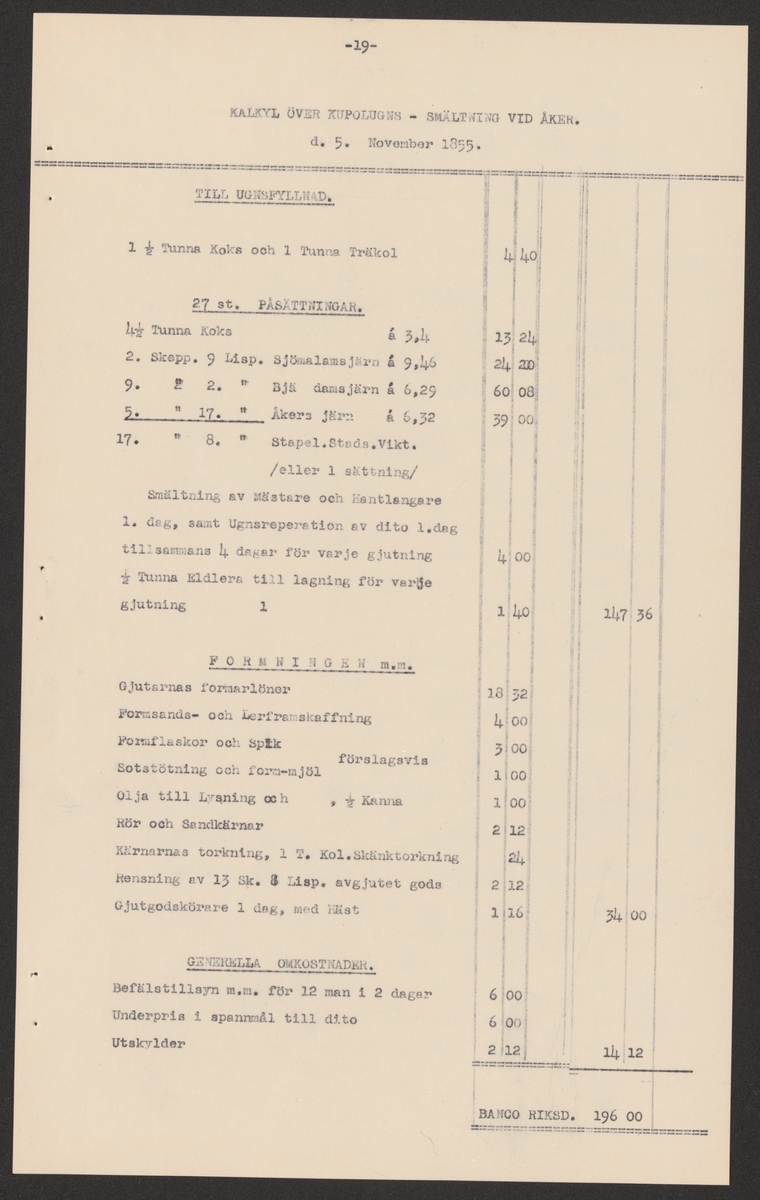 -19-
KALKYL ÖVER KUPOLUGNS - SMÄLTNING VID ÅKER.
d. 5. November 1855.
TILL UGNSFYLLNAD.
1 ½ Tunna Koks och 1 Tunna Träkol 4 40
27 st. PÅSÄTTNINGAR.
4½ Tunna Koks á 3,4 13 24
2. Skepp. 9 Lisp. Sjömalamsjärn á 9,46 24 20
9. " 2. " Bjä damsjärn á 6,29 60 08
5. " 17. " Åkers järn á 6,32 39 00
17. " 8. " Stapel.Stads.Vikt.
/eller 1 sättning/
Smältning av Mästare och Hantlangare
1. dag, samt Ugnsreperation av dito 1.dag
tillsammans 4 dagar för varje gjutning 4 00
½ Tunna Eldlera till lagning för varje
gjutning 1 1 40 147 36
FORMNINGEN m.m.
Gjutarnas formarlöner 18 32
Formsands- och Lerframskaffning 4 00
Formflaskor och Spik 3 00
förslagsvis
Sotstötning och form-mjöl 1 00
Olja till Lysning och , ½ Kanna 1 00
Rör och Sandkärnar 2 12
Kärnarnas torkning, 1 T. Kol.Skänktorkning 24
Rensning av 13 Sk. 8 Lisp. avgjutet gods 2 12
Gjutgodskörare 1 dag, med Häst 1 16 34 00
GENERELLA OMKOSTNADER.
Befälstillsyn m.m. för 12 man i 2 dagar 6 00
Underpris i spannmål till dito 6 00
Utskylder 2 12 14 12
BANCO RIKSD. 196 00